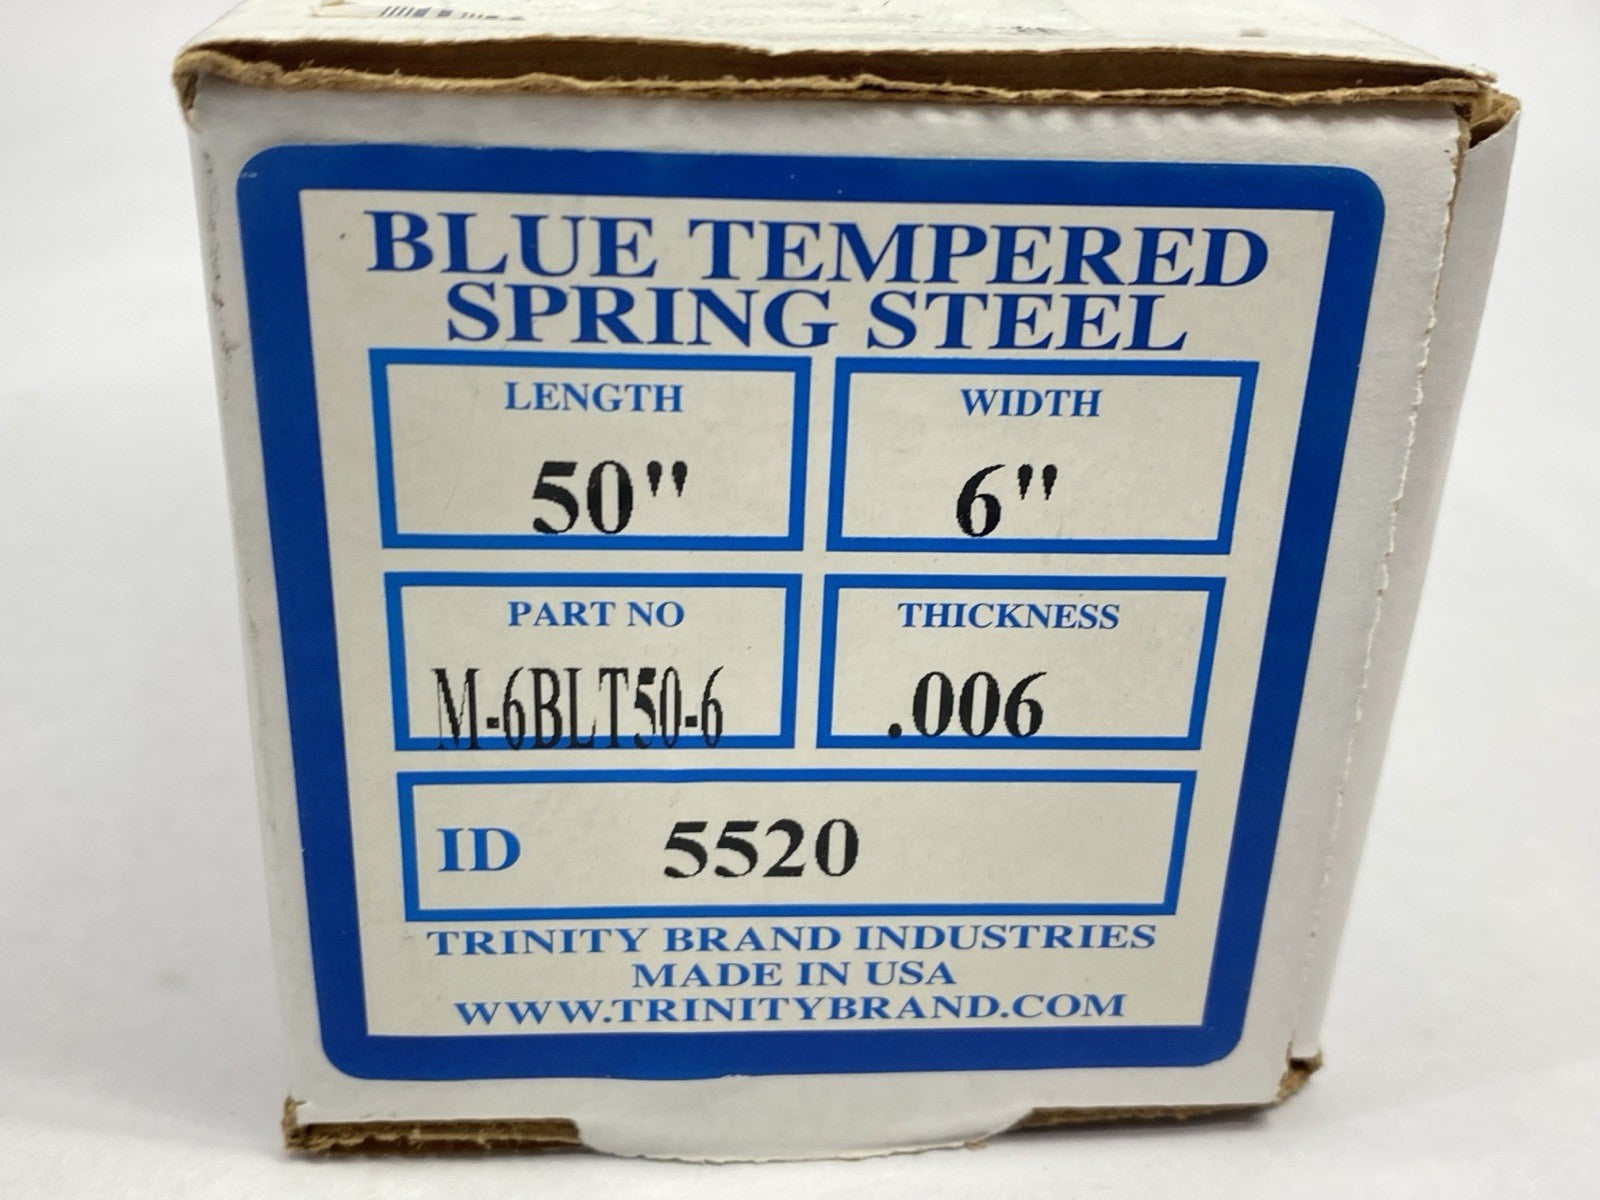 BLUE TEMPERED
SPRING STEEL
LENGTH
50"
WIDTH
6"
PART NO
M-6BLT50-6
THICKNESS
.006
ID 5520
TRINITY BRAND INDUSTRIES
MADE IN USA
WWW.TRINITYBRAND.COM